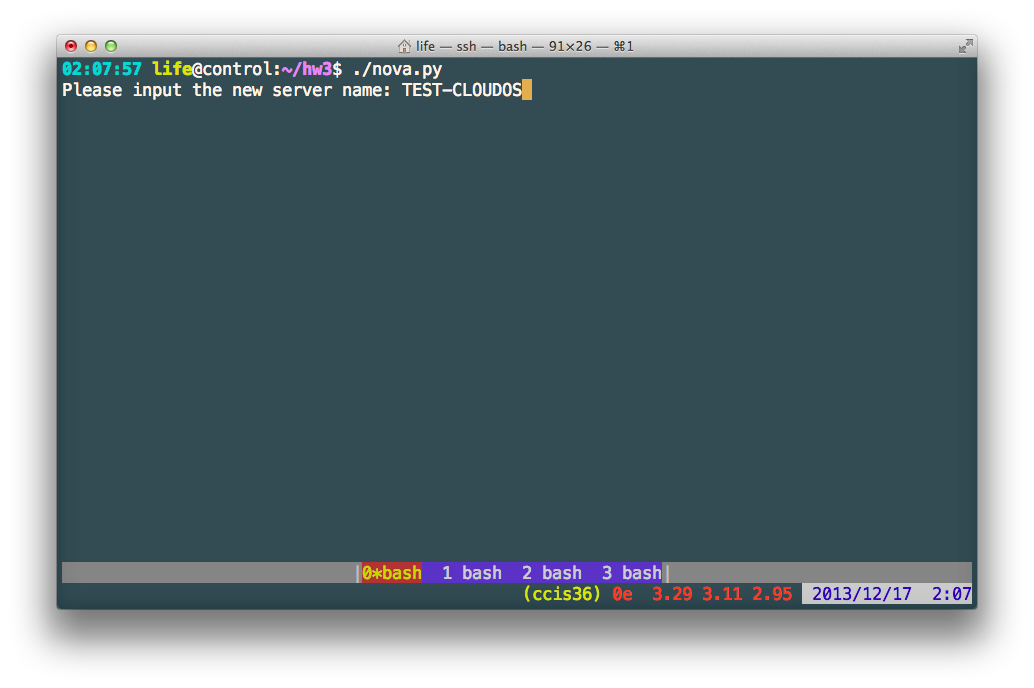 life — ssh — bash — 91×26 — ⌘1
02:07:57 life@control:~/hw3$ ./nova.py
Please input the new server name: TEST-CLOUDOS
|0*bash  1 bash  2 bash  3 bash|
(ccis36) 0e  3.29 3.11 2.95  2013/12/17  2:07